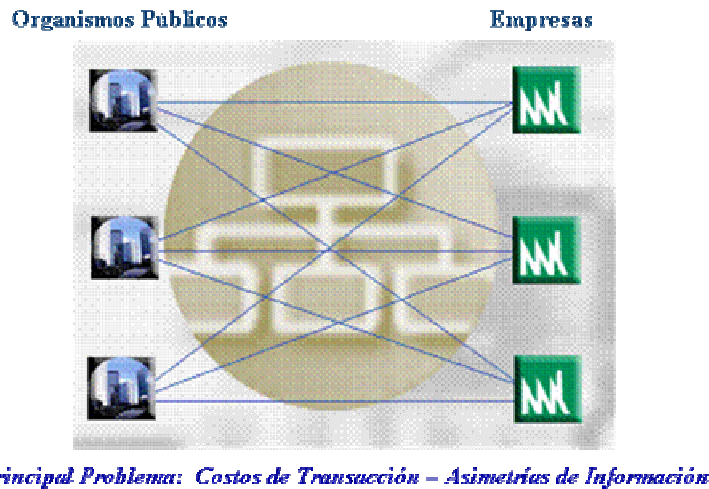 Organismos Públicos
Empresas
rincipal Problema: Costos de Transacción – Asimetrías de Información